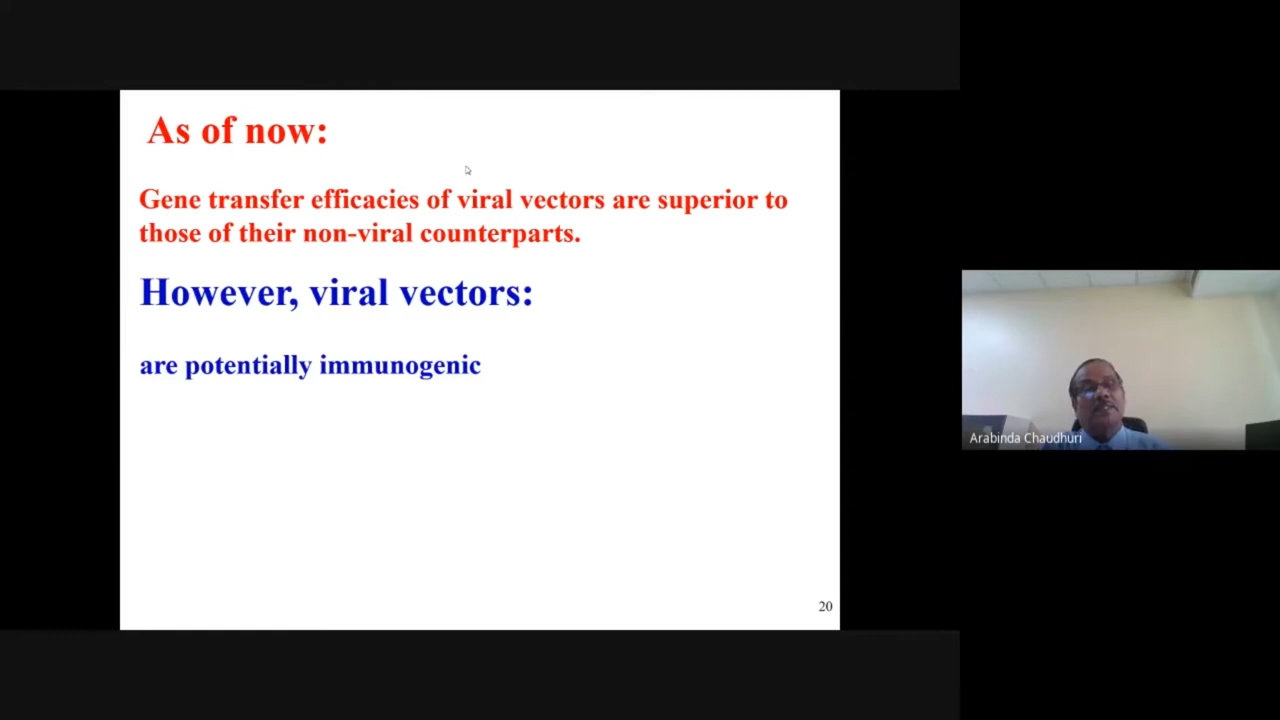 As of now:
Gene transfer efficacies of viral vectors are superior to
those of their non-viral counterparts.
However, viral vectors:
are potentially immunogenic
20
Arabinda Chaudhuri